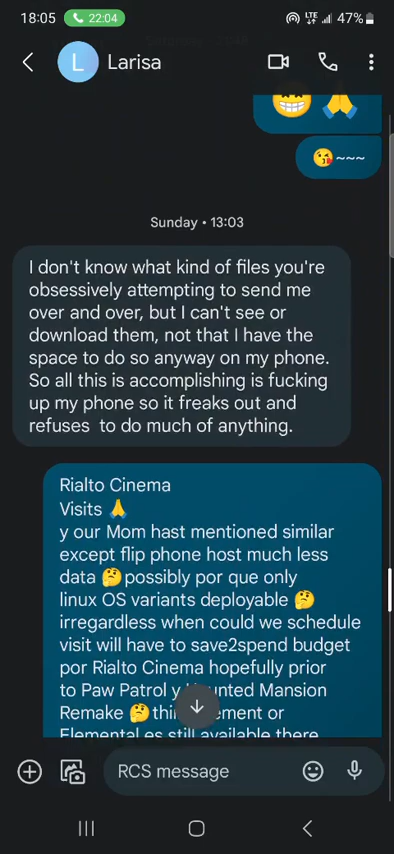 18:05 22:04 LTE 47%
L Larisa
~~~
Sunday • 13:03
I don't know what kind of files you're
obsessively attempting to send me
over and over, but I can't see or
download them, not that I have the
space to do so anyway on my phone.
So all this is accomplishing is fucking
up my phone so it freaks out and
refuses to do much of anything.
Rialto Cinema
Visits 🙏
y our Mom hast mentioned similar
except flip phone host much less
data 🤔possibly por que only
linux OS variants deployable 🤔
irregardless when could we schedule
visit will have to save2spend budget
por Rialto Cinema hopefully prior
to Paw Patrol y Mansion
Remake 🤔 or
Elemental es still available there
RCS message